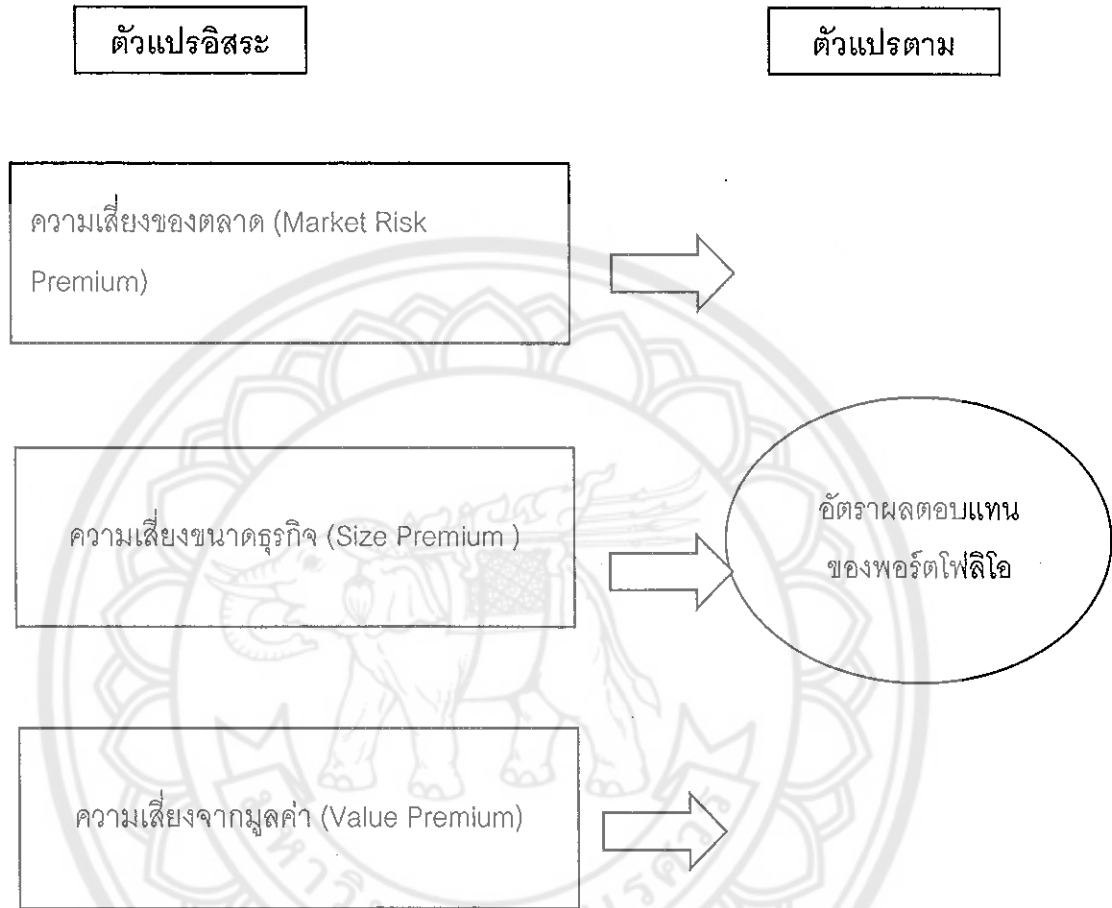 ตัวแปรอิสระ
ตัวแปรตาม
ความเสี่ยงของตลาด (Market Risk
Premium)
ความเสี่ยงขนาดธุรกิจ (Size Premium )
อัตราผลตอบแทน
ของพอร์ตโฟลิโอ
ความเสี่ยงจากมูลค่า (Value Premium)